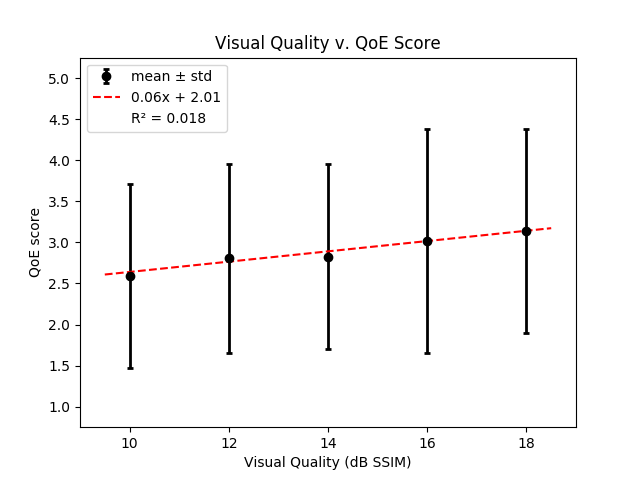 Visual Quality v. QoE Score
mean ± std
0.06x + 2.01
R² = 0.018
QoE score
5.0
4.5
4.0
3.5
3.0
2.5
2.0
1.5
1.0
10 12 14 16 18
Visual Quality (dB SSIM)